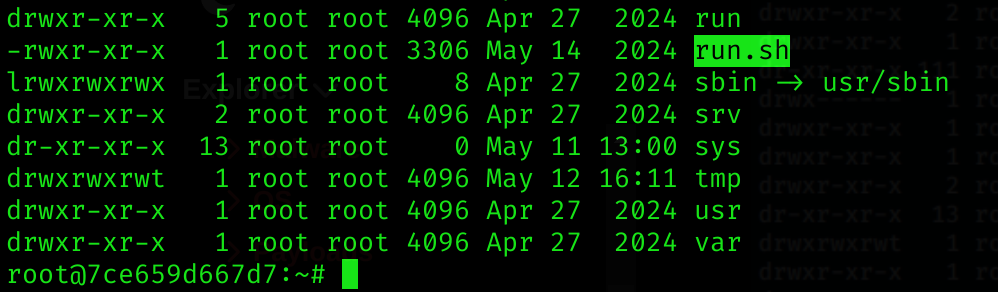 drwxr-xr-x   5 root root 4096 Apr 27  2024 run
-rwxr-xr-x   1 root root 3306 May 14  2024 run.sh
lrwxrwxrwx   1 root root    8 Apr 27  2024 sbin -> usr/sbin
drwxr-xr-x   2 root root 4096 Apr 27  2024 srv
dr-xr-xr-x  13 root root    0 May 11 13:00 sys
drwxrwxrwt   1 root root 4096 May 12 16:11 tmp
drwxr-xr-x   1 root root 4096 Apr 27  2024 usr
drwxr-xr-x   1 root root 4096 Apr 27  2024 var
root@7ce659d667d7:~#